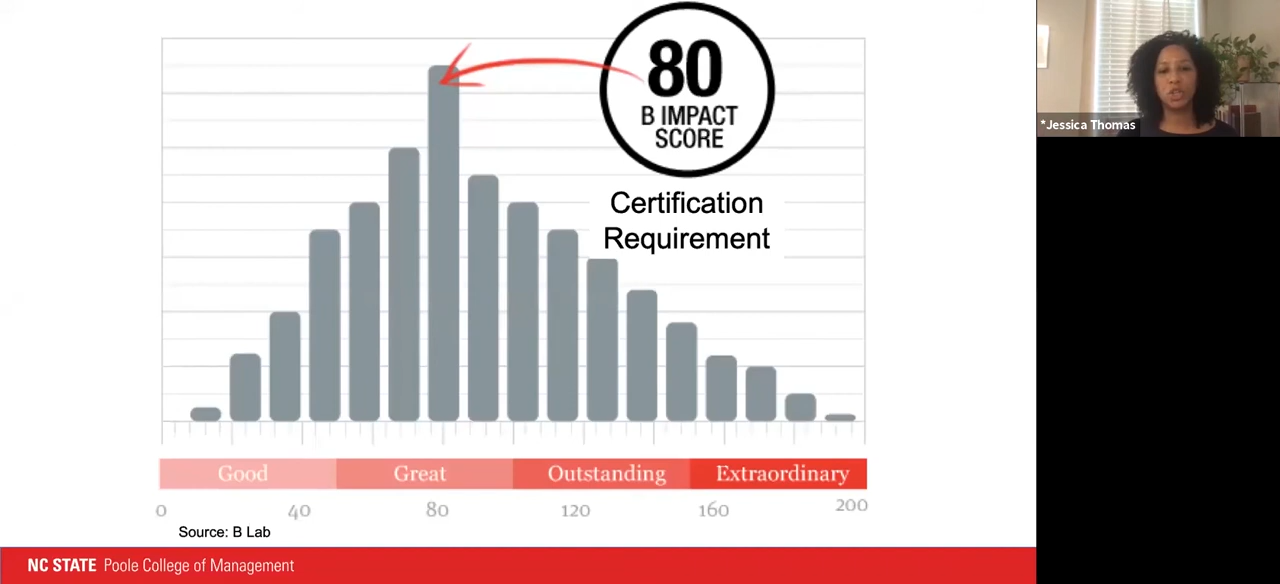 80
B IMPACT
SCORE
Certification
Requirement
*Jessica Thomas
Good Great Outstanding Extraordinary
0 40 80 120 160 200
Source: B Lab
NC STATE Poole College of Management